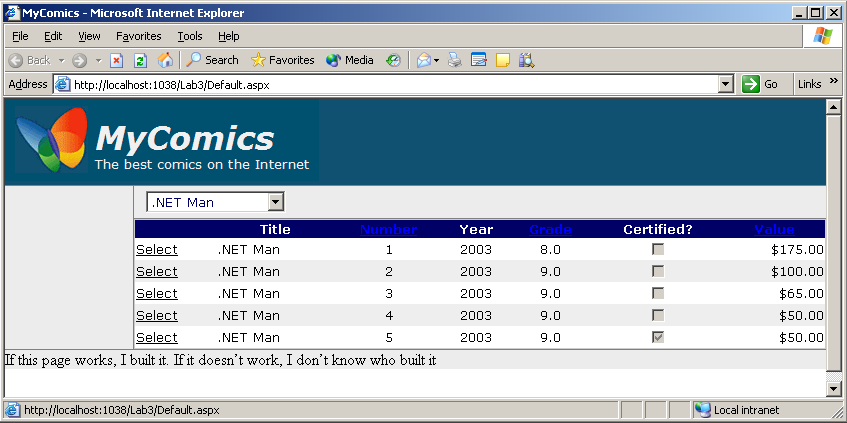 MyComics - Microsoft Internet Explorer
File Edit View Favorites Tools Help
Back Search Favorites Media
Address http://localhost:1038/Lab3/Default.aspx Go Links »
MyComics
The best comics on the Internet
.NET Man
Title Number Year Grade Certified? Value
Select .NET Man 1 2003 8.0 $175.00
Select .NET Man 2 2003 9.0 $100.00
Select .NET Man 3 2003 9.0 $65.00
Select .NET Man 4 2003 9.0 $50.00
Select .NET Man 5 2003 9.0 $50.00
If this page works, I built it. If it doesn't work, I don't know who built it
http://localhost:1038/Lab3/Default.aspx Local intranet